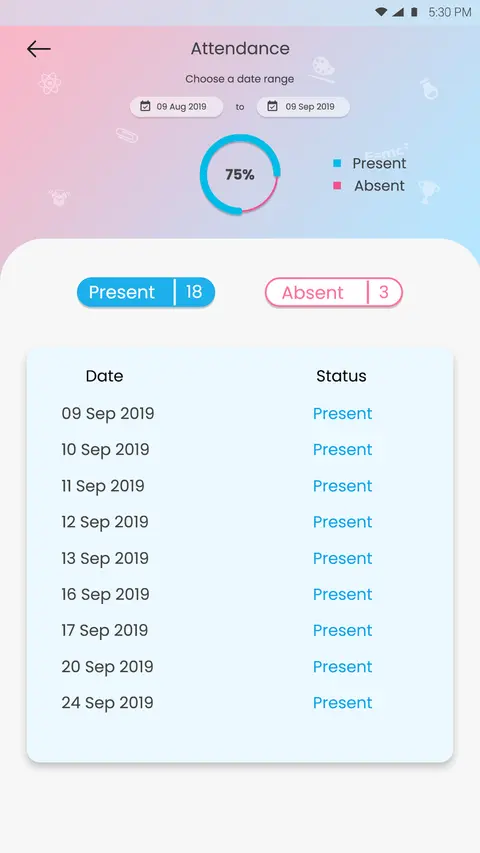 5:30 PM
Attendance
Choose a date range
09 Aug 2019 to 09 Sep 2019
75%
Present
Absent
Present 18 Absent 3
Date Status
09 Sep 2019 Present
10 Sep 2019 Present
11 Sep 2019 Present
12 Sep 2019 Present
13 Sep 2019 Present
16 Sep 2019 Present
17 Sep 2019 Present
20 Sep 2019 Present
24 Sep 2019 Present